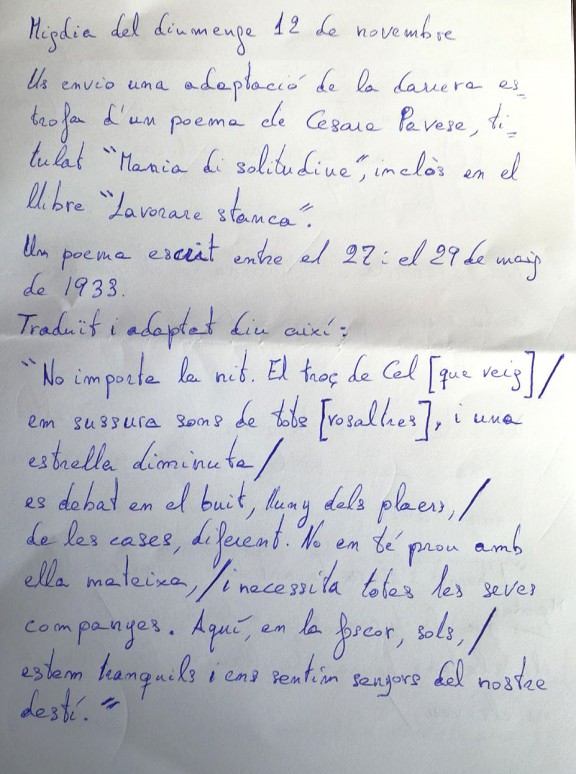 Migdia del diumenge 12 de novembre
Us envio una adaptació de la darrera es_
trofa d'un poema de Cesare Pavese, ti_
tulat "Mania di solitudine", inclòs en el
llibre "Lavorare stanca".
Un poema escrit entre el 27 i el 29 de maig
de 1933.
Traduït i adaptat diu així:
"No importa la nit. El troç de Cel [que veig]/
em sussura sons de tots [vosaltres], i una
estrella diminuta/
es debat en el buit, lluny dels plaers,/
de les cases, diferent. No en té prou amb
ella mateixa,/i necessita totes les seves
companyes. Aquí, en la foscor, sols,/
estem tranquils i ens sentim senyors del nostre
destí."